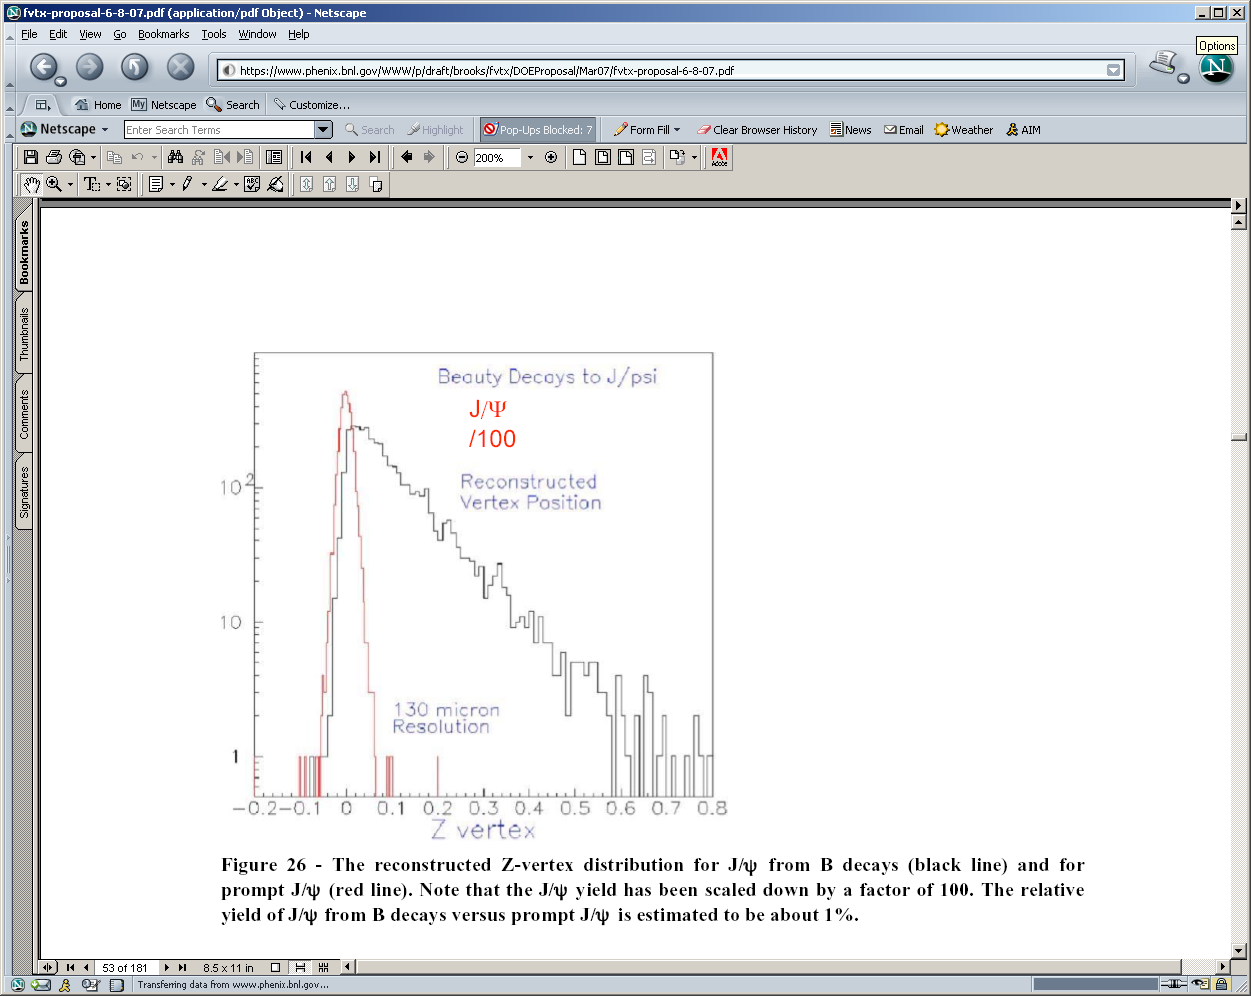 fvtx-proposal-6-8-07.pdf (application/pdf Object) - Netscape
File Edit View Go Bookmarks Tools Window Help
Options
https://www.phenix.bnl.gov/WWW/p/draft/brooks/fvtx/DOEProposal/Mar07/fvtx-proposal-6-8-07.pdf
N
Home My Netscape Search Customize...
Netscape Enter Search Terms Search Highlight Pop-Ups Blocked: 7 Form Fill Clear Browser History News Email Weather AIM
200% Adobe
Bookmarks
Thumbnails
Comments
Signatures
Beauty Decays to J/psi
J/Ψ
/100
Reconstructed
Vertex Position
10^2
10
1
130 micron
Resolution
-0.2 -0.1 0 0.1 0.2 0.3 0.4 0.5 0.6 0.7 0.8
Z vertex
Figure 26 - The reconstructed Z-vertex distribution for J/ψ from B decays (black line) and for
prompt J/ψ (red line). Note that the J/ψ yield has been scaled down by a factor of 100. The relative
yield of J/ψ from B decays versus prompt J/ψ is estimated to be about 1%.
53 of 181 8.5 x 11 in
Transferring data from www.phenix.bnl.gov...